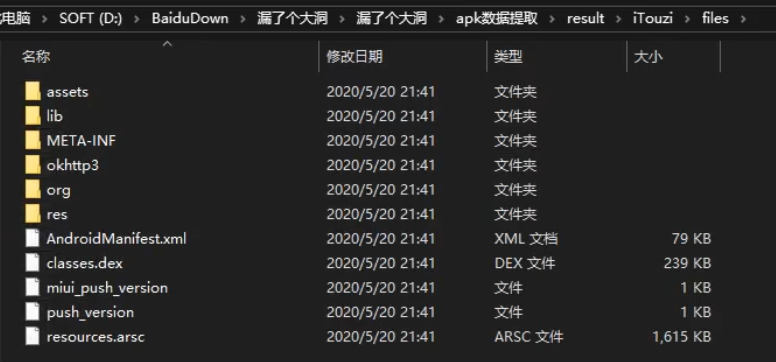 电脑 > SOFT (D:) > BaiduDown > 漏了个大洞 > 漏了个大洞 > apk数据提取 > result > iTouzi > files >
名称 修改日期 类型 大小
assets 2020/5/20 21:41 文件夹
lib 2020/5/20 21:41 文件夹
META-INF 2020/5/20 21:41 文件夹
okhttp3 2020/5/20 21:41 文件夹
org 2020/5/20 21:41 文件夹
res 2020/5/20 21:41 文件夹
AndroidManifest.xml 2020/5/20 21:41 XML 文档 79 KB
classes.dex 2020/5/20 21:41 DEX 文件 239 KB
miui_push_version 2020/5/20 21:41 文件 1 KB
push_version 2020/5/20 21:41 文件 1 KB
resources.arsc 2020/5/20 21:41 ARSC 文件 1,615 KB